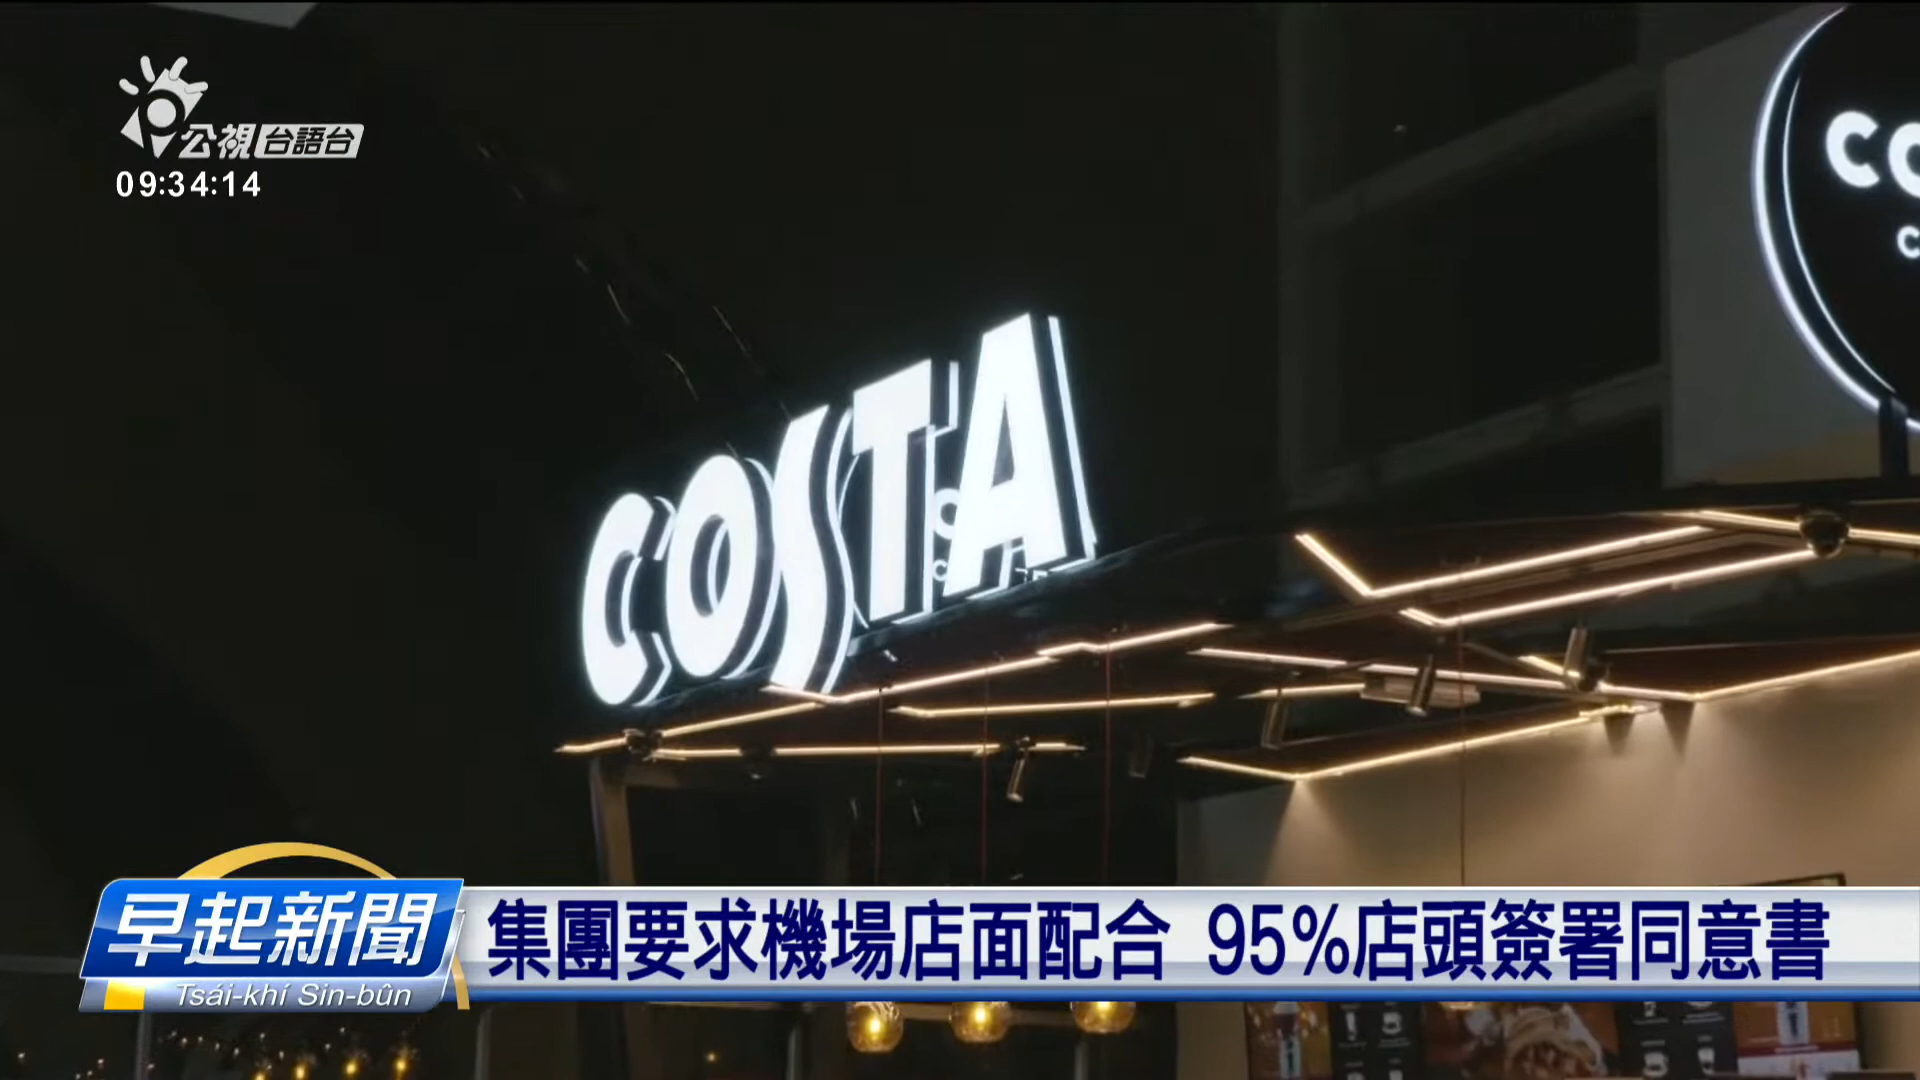 公視台語台
09:34:14
CO
C
COSTA
早起新聞
Tsái-khí Sin-bûn
集團要求機場店面配合 95%店頭簽署同意書